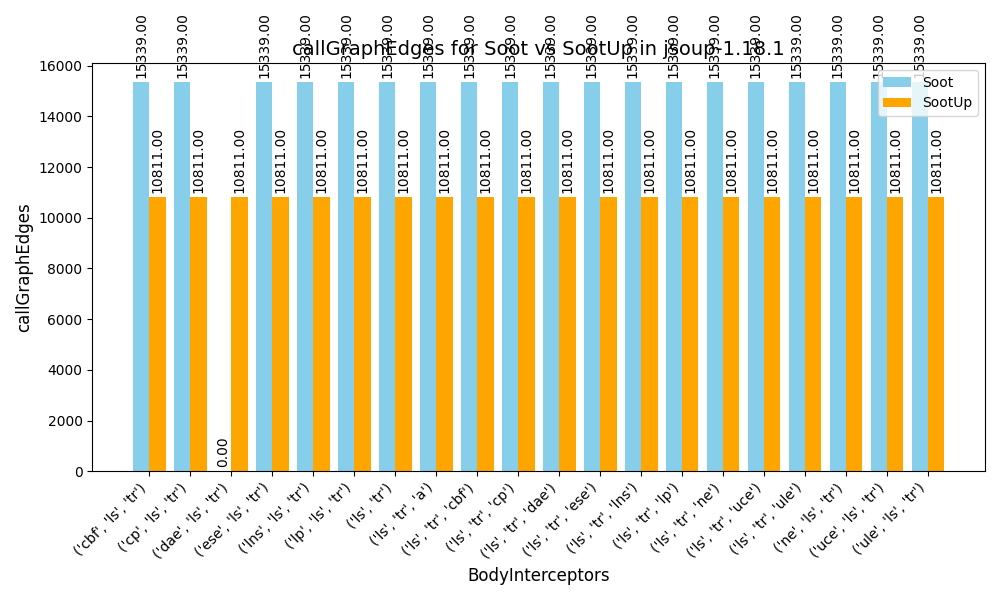 callGraphEdges for Soot vs SootUp in jsoup-1.18.1
Soot
SootUp
callGraphEdges
16000
14000
12000
10000
8000
6000
4000
2000
0
15339.00
10811.00
15339.00
10811.00
0.00
10811.00
15339.00
10811.00
15339.00
10811.00
15339.00
10811.00
15339.00
10811.00
15339.00
10811.00
15339.00
10811.00
15339.00
10811.00
15339.00
10811.00
15339.00
10811.00
15339.00
10811.00
15339.00
10811.00
15339.00
10811.00
15339.00
10811.00
15339.00
10811.00
15339.00
10811.00
15339.00
10811.00
15339.00
10811.00
('cbf', 'ls', 'tr')
('cp', 'ls', 'tr')
('dae', 'ls', 'tr')
('ese', 'ls', 'tr')
('lns', 'ls', 'tr')
('lp', 'ls', 'tr')
('ls', 'tr')
('ls', 'tr', 'a')
('ls', 'tr', 'cbf')
('ls', 'tr', 'cp')
('ls', 'tr', 'dae')
('ls', 'tr', 'ese')
('ls', 'tr', 'lns')
('ls', 'tr', 'lp')
('ls', 'tr', 'ne')
('ls', 'tr', 'uce')
('ls', 'tr', 'ule')
('ne', 'ls', 'tr')
('uce', 'ls', 'tr')
('ule', 'ls', 'tr')
BodyInterceptors